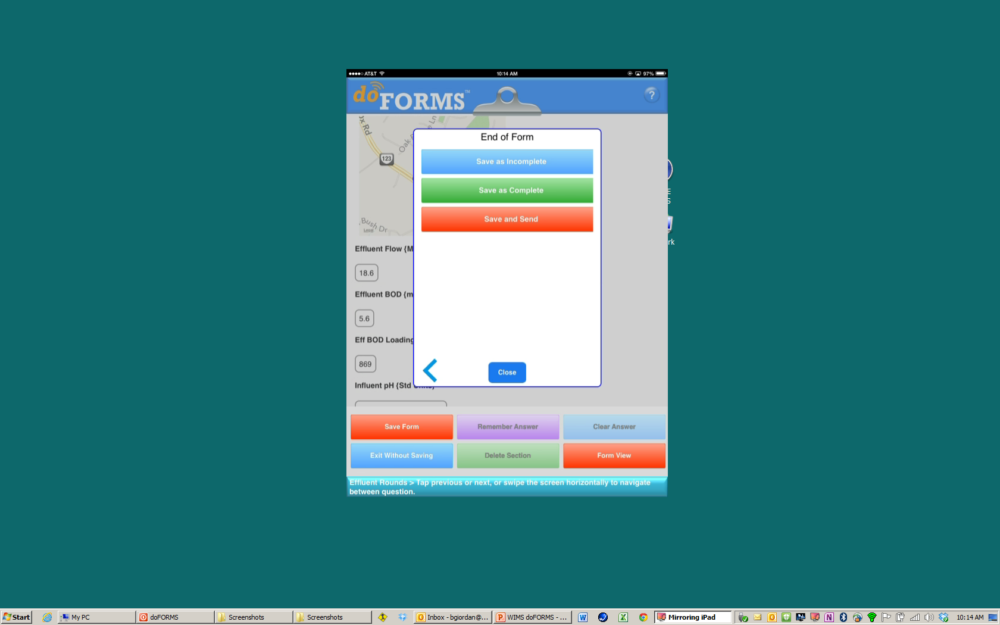 AT&T
10:14 AM
97%
doFORMS™
?
ox Rd
Oak
e Ln
123
Bush Dr
Legal
End of Form
Save as Incomplete
Save as Complete
Save and Send
Close
Effluent Flow {M
18.6
Effluent BOD {m
5.6
Eff BOD Loading
869
Influent pH {Std Units}
Save Form
Remember Answer
Clear Answer
Exit Without Saving
Delete Section
Form View
Effluent Rounds > Tap previous or next, or swipe the screen horizontally to navigate
between question.
E
S
rk
Start
My PC
doFORMS
Screenshots
Screenshots
Inbox - bgiordan@...
WIMS doFORMS - ...
Mirroring iPad
10:14 AM